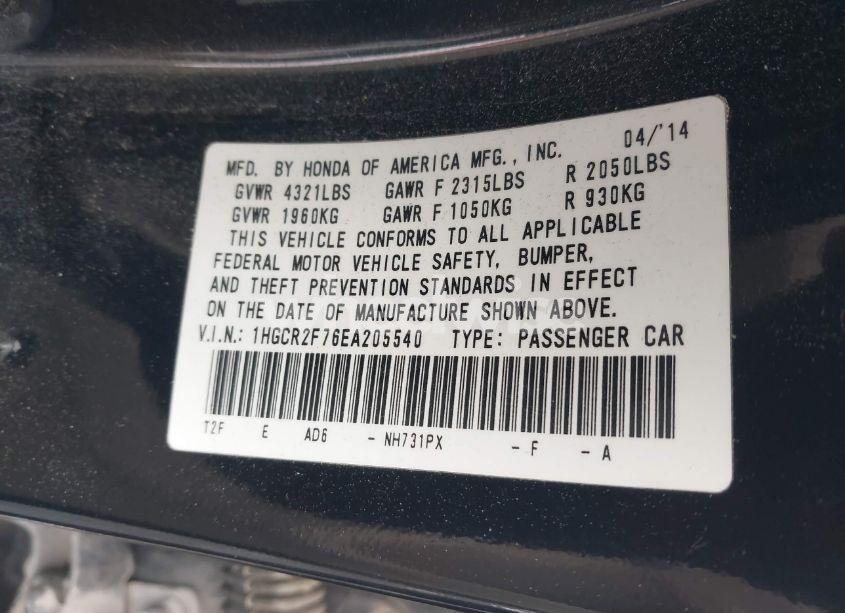 04/'14
MFD. BY HONDA OF AMERICA MFG., INC.
GVWR 4321LBS GAWR F 2315LBS R 2050LBS
GVWR 1960KG GAWR F 1050KG R 930KG
THIS VEHICLE CONFORMS TO ALL APPLICABLE
FEDERAL MOTOR VEHICLE SAFETY, BUMPER,
AND THEFT PREVENTION STANDARDS IN EFFECT
ON THE DATE OF MANUFACTURE SHOWN ABOVE.
V.I.N.: 1HGCR2F76EA205540 TYPE: PASSENGER CAR
T2F E AD6 - NH731PX - F - A